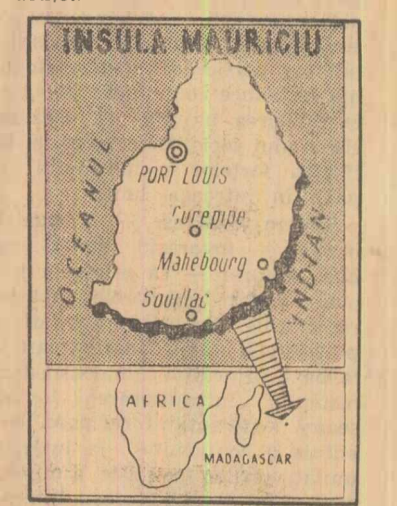 INSULA MAURICIU
OCEANUL
PORT LOUIS
Curepipe
Mahebourg
Souillac
INDIAN
AFRICA
MADAGASCAR